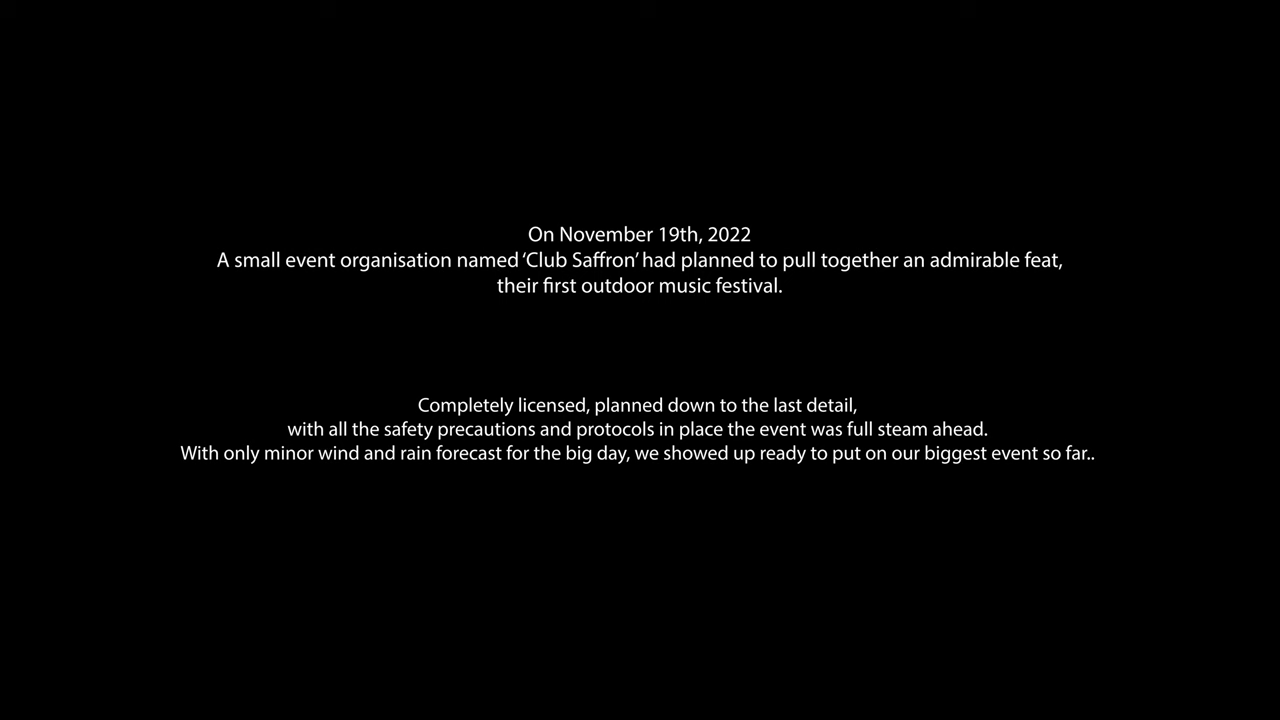 On November 19th, 2022
A small event organisation named ‘Club Saffron’ had planned to pull together an admirable feat,
their first outdoor music festival.
Completely licensed, planned down to the last detail,
with all the safety precautions and protocols in place the event was full steam ahead.
With only minor wind and rain forecast for the big day, we showed up ready to put on our biggest event so far..